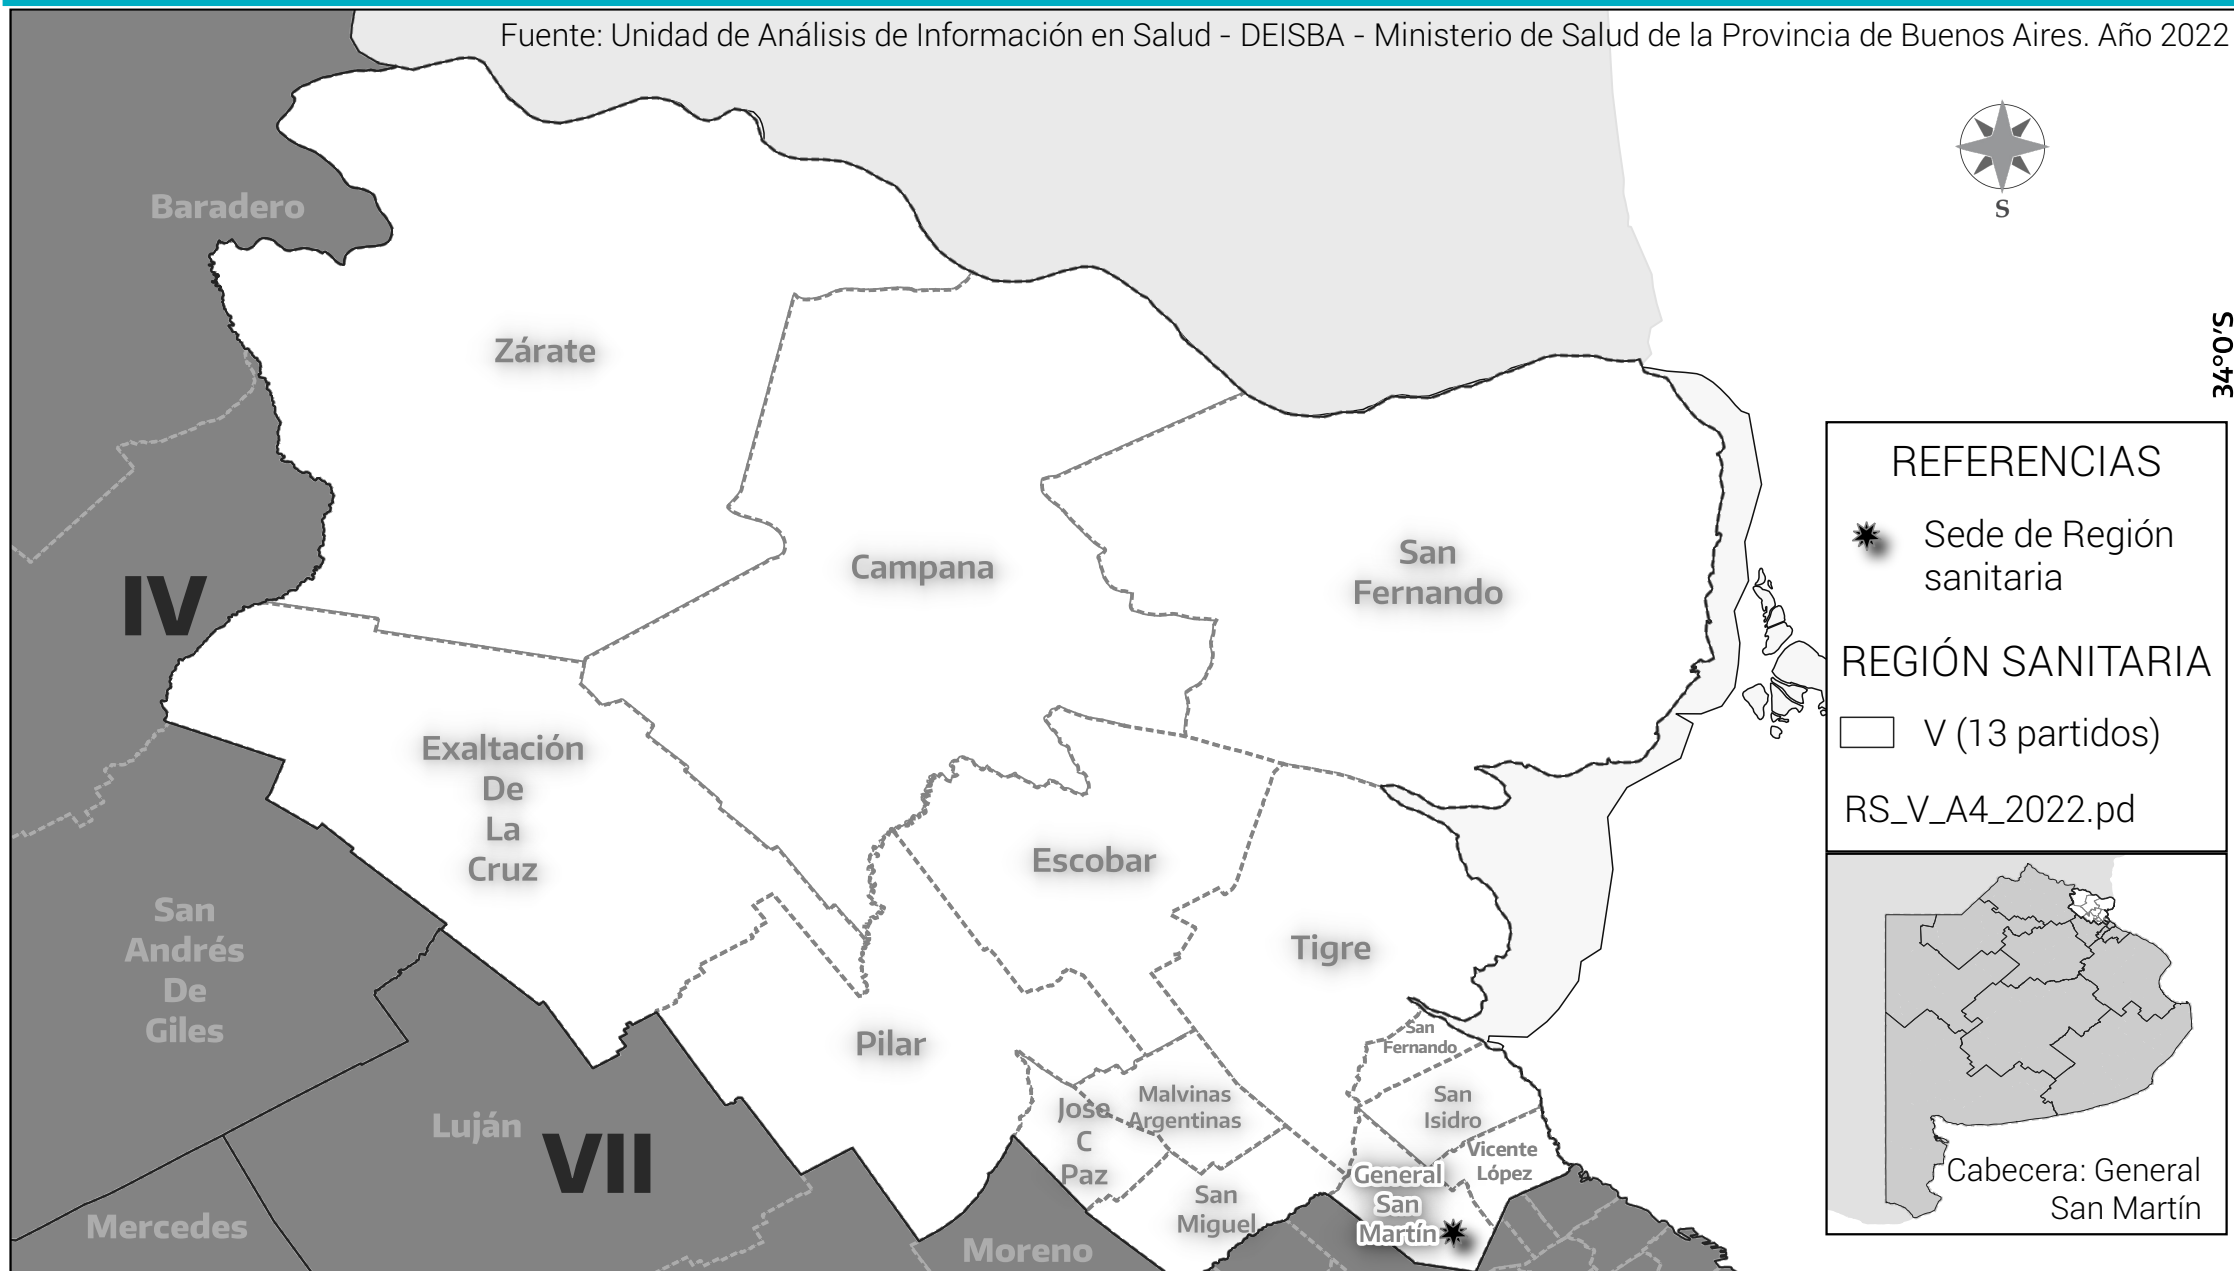 Fuente: Unidad de Análisis de Información en Salud - DEISBA - Ministerio de Salud de la Provincia de Buenos Aires. Año 2022
S
34°0'S
Baradero
Zárate
Campana
San
Fernando
IV
Exaltación
De
La
Cruz
Escobar
San
Andrés
De
Giles
Tigre
Pilar
San
Fernando
Luján
VII
Jose
C
Paz
Malvinas
Argentinas
San
Isidro
Vicente
López
General
San
Martín
San
Miguel
Mercedes
Moreno
REFERENCIAS
Sede de Región
sanitaria
REGIÓN SANITARIA
V (13 partidos)
RS_V_A4_2022.pd
Cabecera: General
San Martín